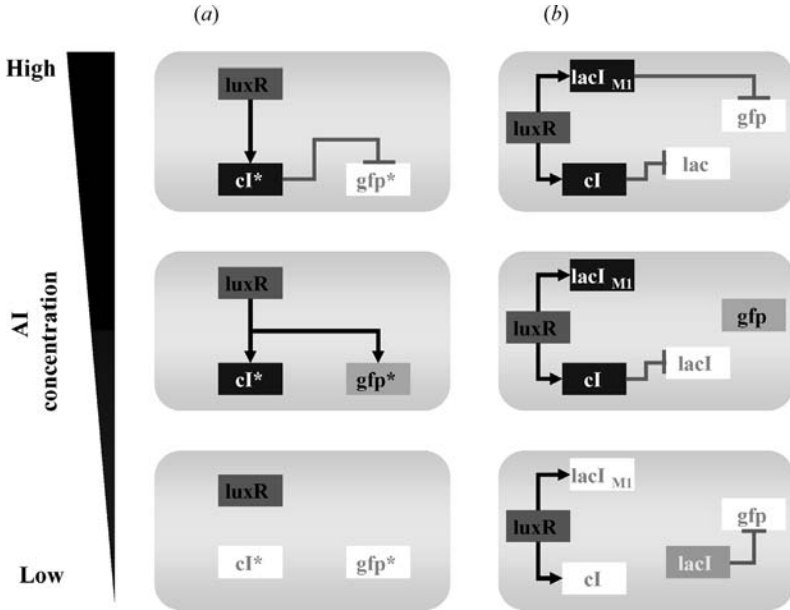 (a)
(b)
High
AI
concentration
Low
luxR
cI*
gfp*
lacI M1
luxR
gfp
cI
lac
luxR
cI*
gfp*
lacI M1
luxR
gfp
cI
lacI
luxR
cI*
gfp*
lacI M1
luxR
gfp
cI
lacI